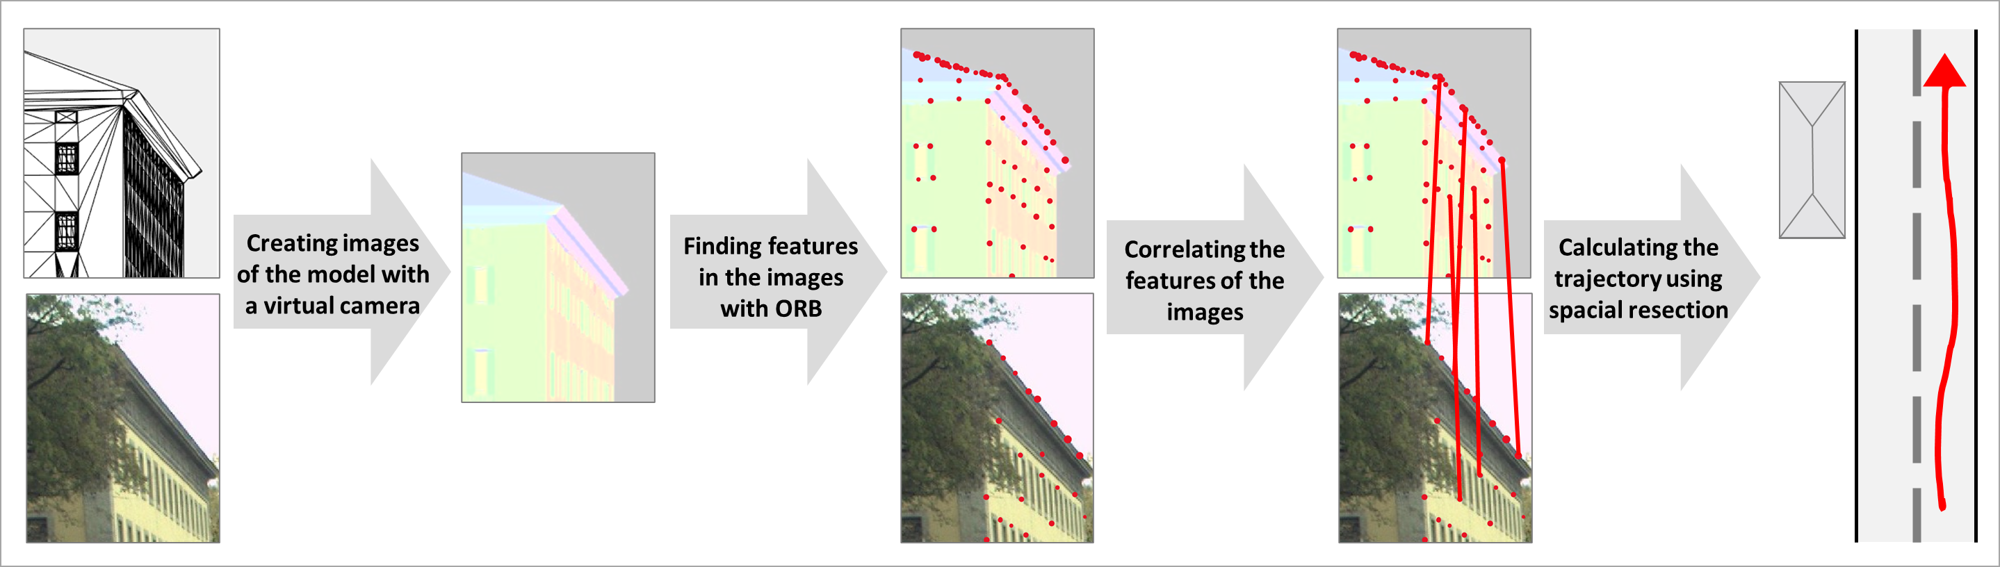 Creating images
of the model with
a virtual camera
Finding features
in the images
with ORB
Correlating the
features of the
images
Calculating the
trajectory using
spacial resection